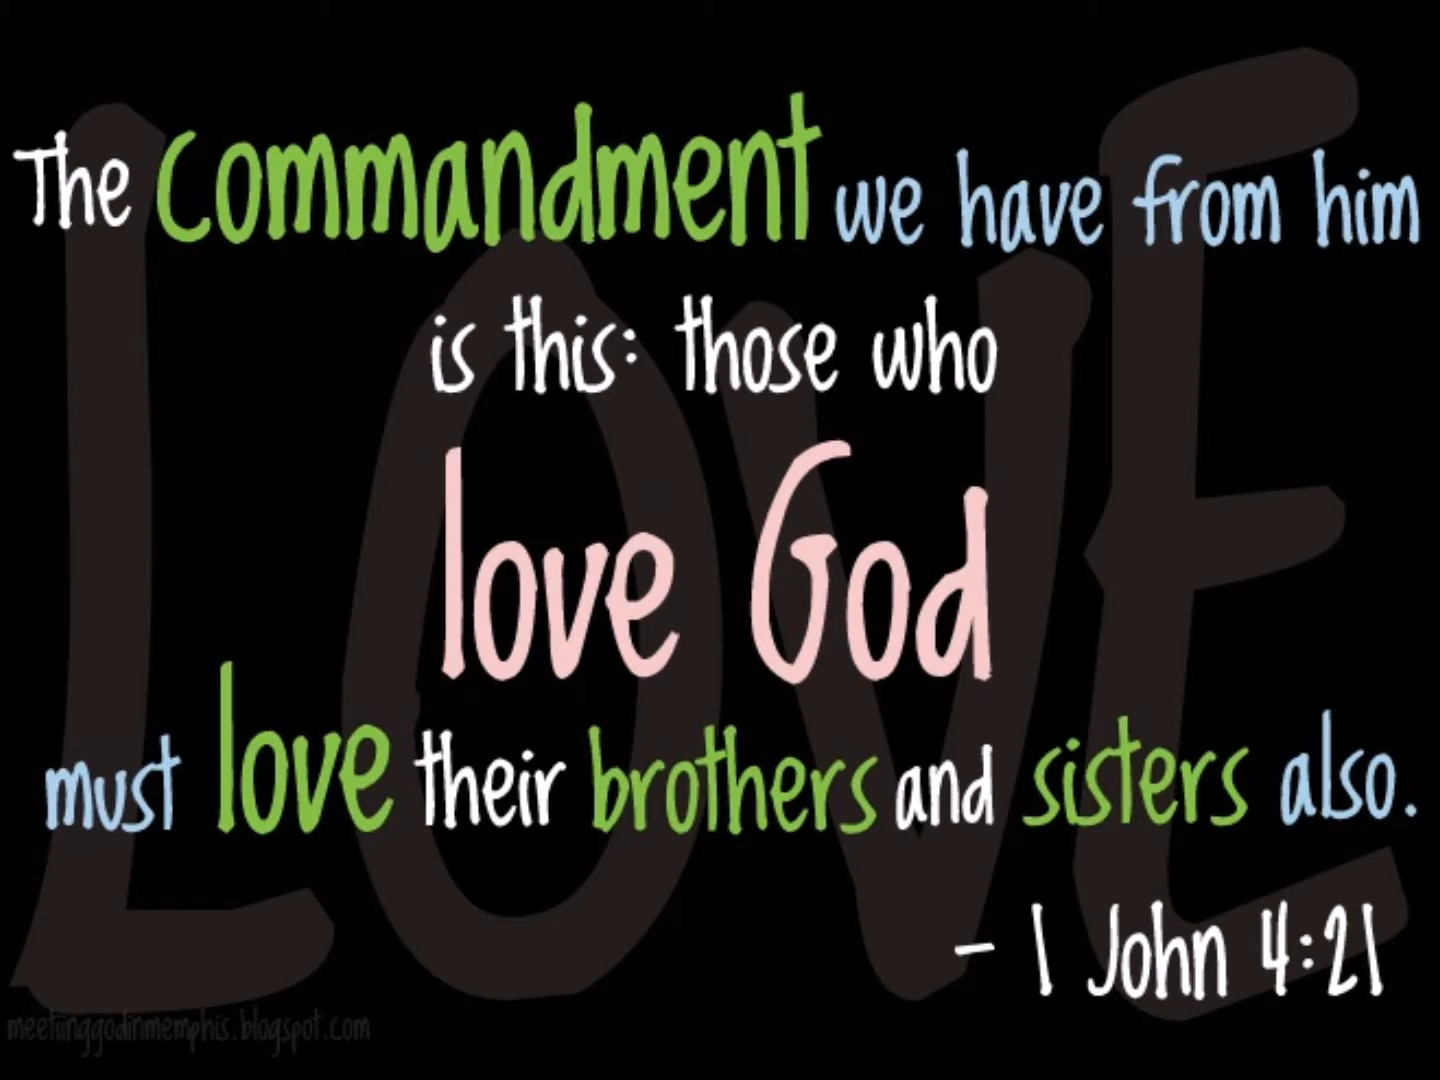 LOVE
The commandment we have from him
is this: those who
love God
must love their brothers and sisters also.
- 1 John 4:21
meetinggodinmemphis.blogspot.com